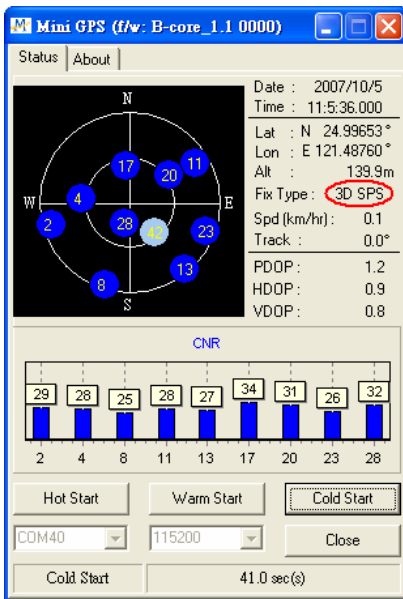 Mini GPS (f/w: B-core_1.1 0000)
Status About
Date : 2007/10/5
Time : 11:5:36.000
Lat : N 24.99653°
Lon : E 121.48760°
Alt : 139.9m
Fix Type : 3D SPS
Spd (km/hr) : 0.1
Track : 0.0°
PDOP : 1.2
HDOP : 0.9
VDOP : 0.8
N
17 20 11
W 4 E
2 28 42 23
13
8
S
CNR
29 28 25 28 27 34 31 26 32
2 4 8 11 13 17 20 23 28
Hot Start Warm Start Cold Start
COM40 115200 Close
Cold Start 41.0 sec(s)